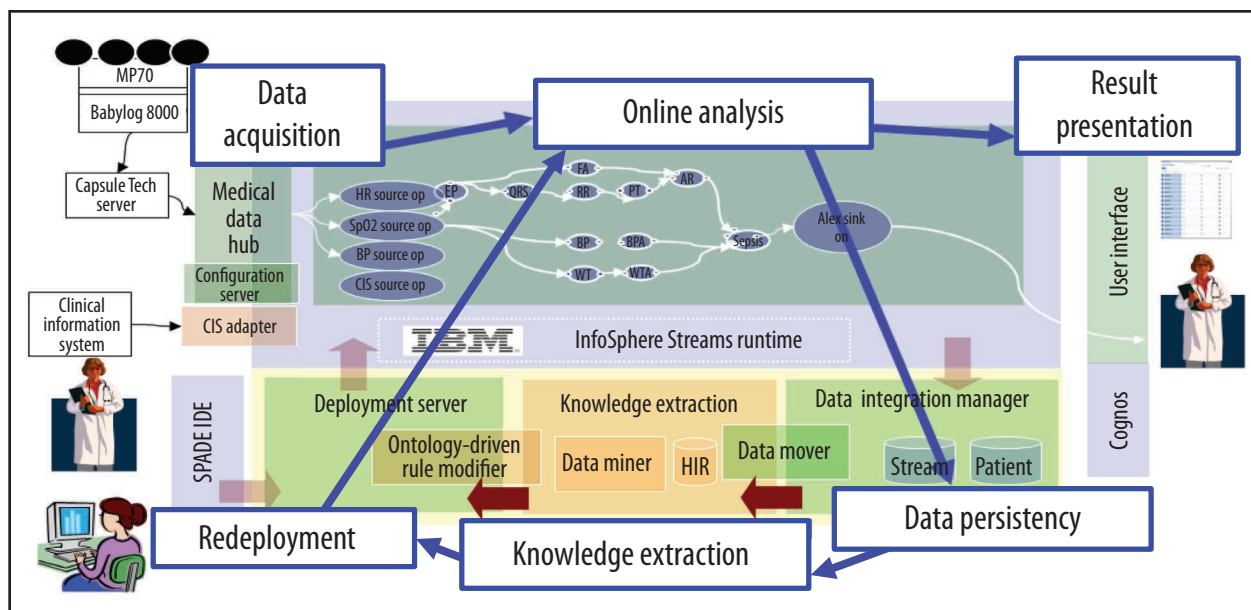 MP70
Babylog 8000
Capsule Tech
server
Clinical
information
system
Data
acquisition
Online analysis
Result
presentation
Medical
data
hub
Configuration
server
CIS adapter
HR source op
SpO2 source op
BP source op
CIS source op
EP
FA
QRS
RR
PT
AR
BP
BPA
WT
WTA
Sepsis
Alex sink
on
User interface
IBM
InfoSphere Streams runtime
SPADE IDE
Deployment server
Ontology-driven
rule modifier
Knowledge extraction
Data miner
HIR
Data integration manager
Data mover
Stream
Patient
Cognos
Redeployment
Knowledge extraction
Data persistency